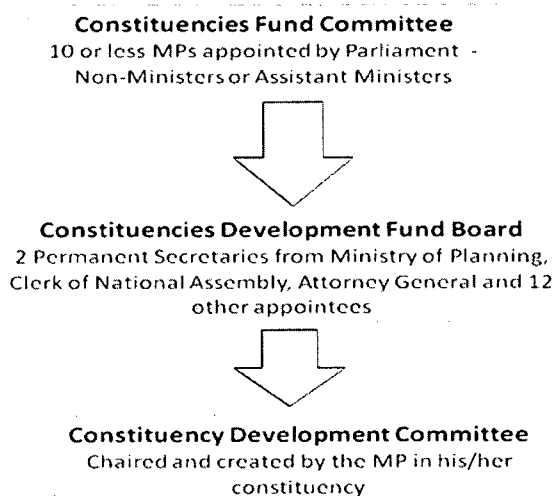 Constituencies Fund Committee
10 or less MPs appointed by Parliament -
Non-Ministers or Assistant Ministers
Constituencies Development Fund Board
2 Permanent Secretaries from Ministry of Planning,
Clerk of National Assembly, Attorney General and 12
other appointees
Constituency Development Committee
Chaired and created by the MP in his/her
constituency